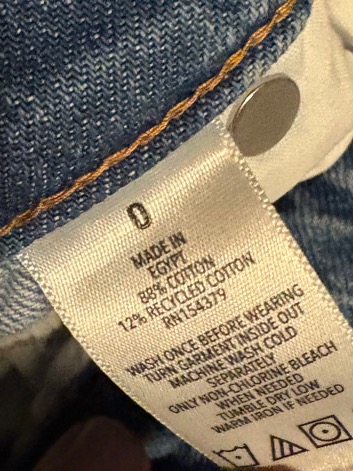 0
MADE IN
EGYPT
88% COTTON
12% RECYCLED COTTON
RN154379
WASH ONCE BEFORE WEARING
TURN GARMENT INSIDE OUT
MACHINE WASH COLD
SEPARATELY
ONLY NON-CHLORINE BLEACH
WHEN NEEDED
TUMBLE DRY LOW
WARM IRON IF NEEDED